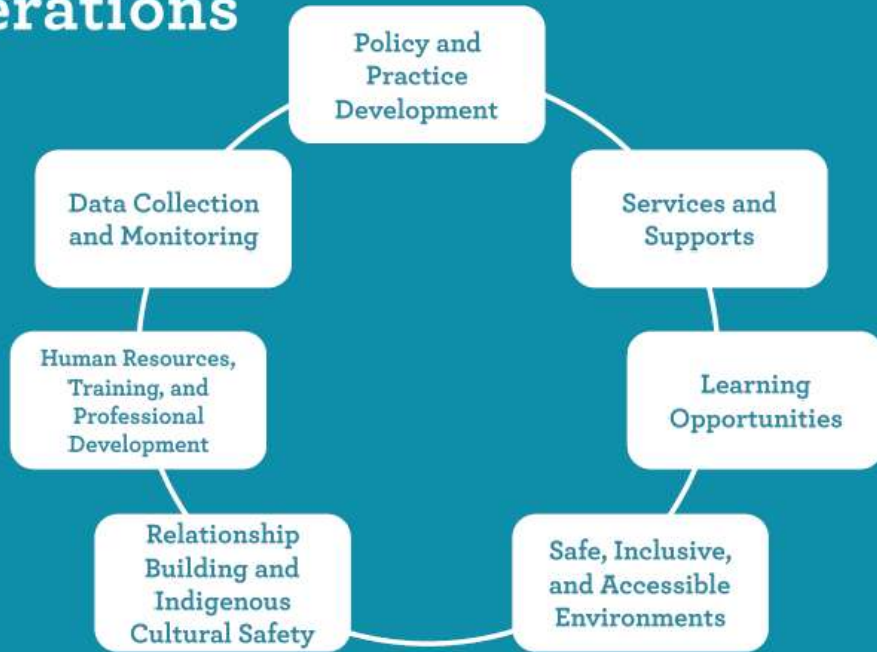 Policy and
Practice
Development
Services and
Supports
Learning
Opportunities
Safe, Inclusive,
and Accessible
Environments
Relationship
Building and
Indigenous
Cultural Safety
Human Resources,
Training, and
Professional
Development
Data Collection
and Monitoring